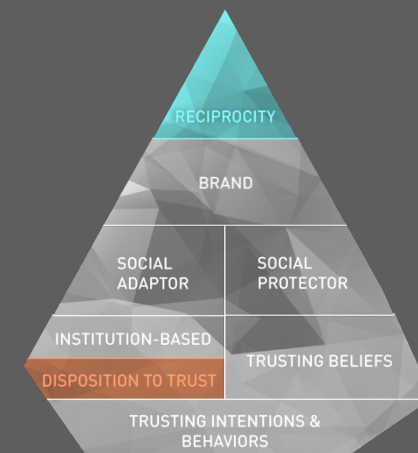 RECIPROCITY
BRAND
SOCIAL
ADAPTOR
SOCIAL
PROTECTOR
INSTITUTION-BASED
DISPOSITION TO TRUST
TRUSTING BELIEFS
TRUSTING INTENTIONS &
BEHAVIORS